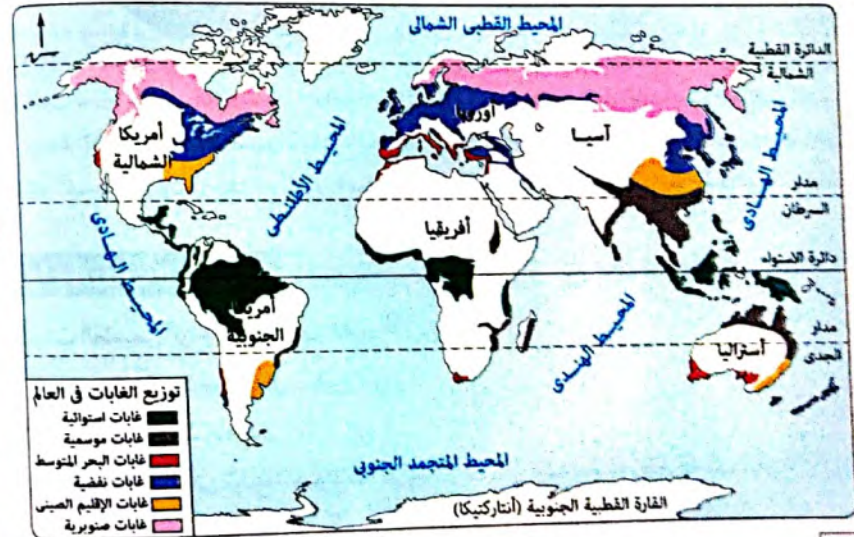 المحيط القطبى الشمالى
الدائرة القطبية
الشمالية
أوروبا
آسيا
أمريكا
الشمالية
المحيط الأطلنطى
المحيط الهادى
مدار
السرطان
أفريقيا
المحيط الهادى
دائرة الاستواء
أمريكا
الجنوبية
المحيط الهندى
أستراليا
مدار
الجدى
توزيع الغابات فى العالم
غابات استوائية
غابات موسمية
غابات البحر المتوسط
غابات نفضية
غابات الإقليم الصينى
غابات صنوبرية
المحيط المتجمد الجنوبى
القارة القطبية الجنوبية (أنتاركتيكا)